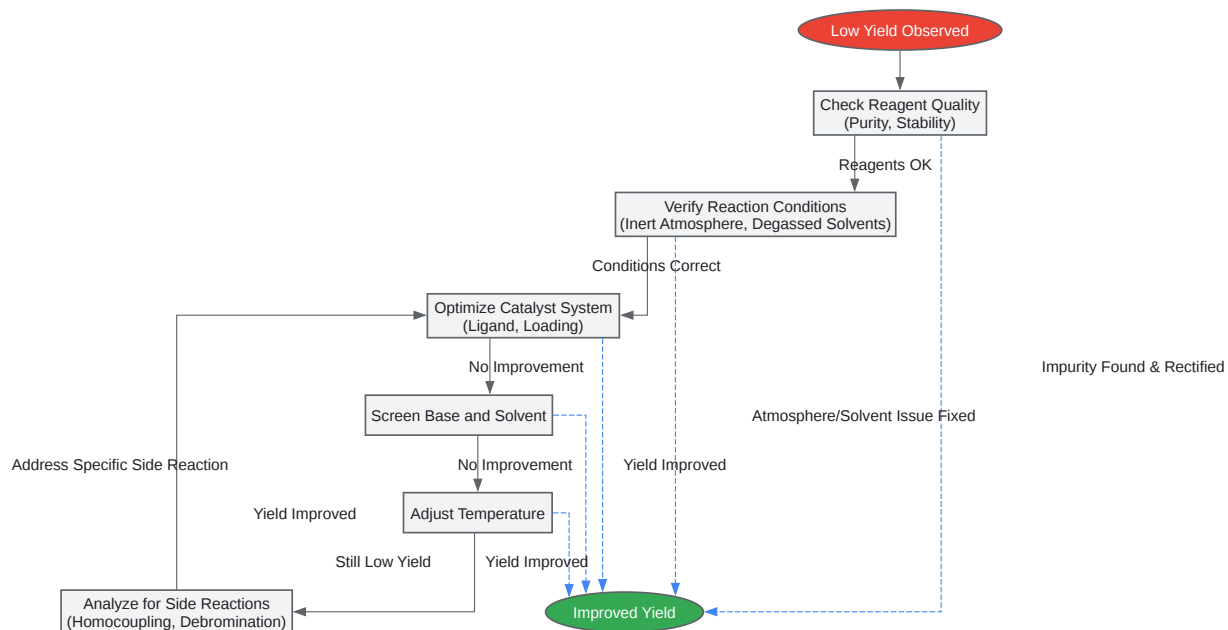 Low Yield Observed
Check Reagent Quality
(Purity, Stability)
Reagents OK
Verify Reaction Conditions
(Inert Atmosphere, Degassed Solvents)
Conditions Correct
Optimize Catalyst System
(Ligand, Loading)
No Improvement
Impurity Found & Rectified
Screen Base and Solvent
Atmosphere/Solvent Issue Fixed
Address Specific Side Reaction
No Improvement
Yield Improved
Yield Improved
Adjust Temperature
Still Low Yield
Yield Improved
Analyze for Side Reactions
(Homocoupling, Debromination)
Improved Yield